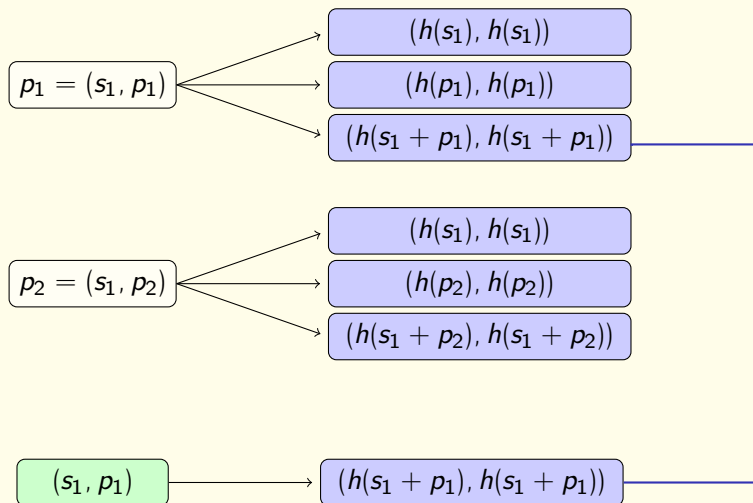 (h(s₁), h(s₁))
p₁ = (s₁, p₁)
(h(p₁), h(p₁))
(h(s₁ + p₁), h(s₁ + p₁))
(h(s₁), h(s₁))
p₂ = (s₁, p₂)
(h(p₂), h(p₂))
(h(s₁ + p₂), h(s₁ + p₂))
(s₁, p₁)
(h(s₁ + p₁), h(s₁ + p₁))